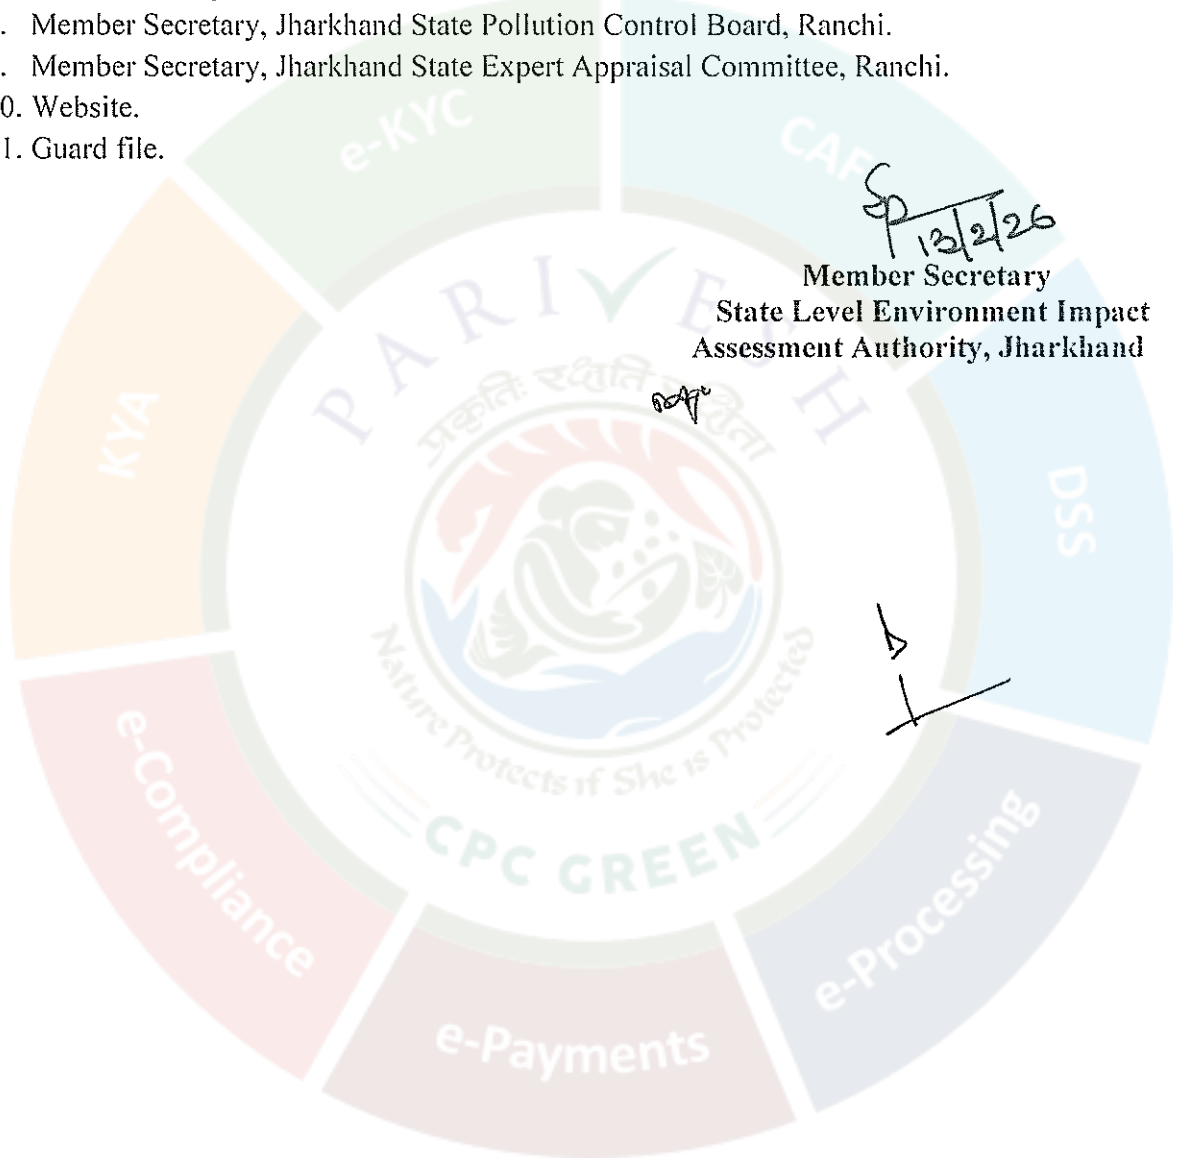 . Member Secretary, Jharkhand State Pollution Control Board, Ranchi.
. Member Secretary, Jharkhand State Expert Appraisal Committee, Ranchi.
0. Website.
1. Guard file.
13/2/26
Member Secretary
State Level Environment Impact
Assessment Authority, Jharkhand
e-KYC
CAF
KYA
DSS
PARIVESH
प्रकृतिः रक्षति रक्षिता
Nature Protects if She is Protected
CPC GREEN
e-Compliance
e-Processing
e-Payments